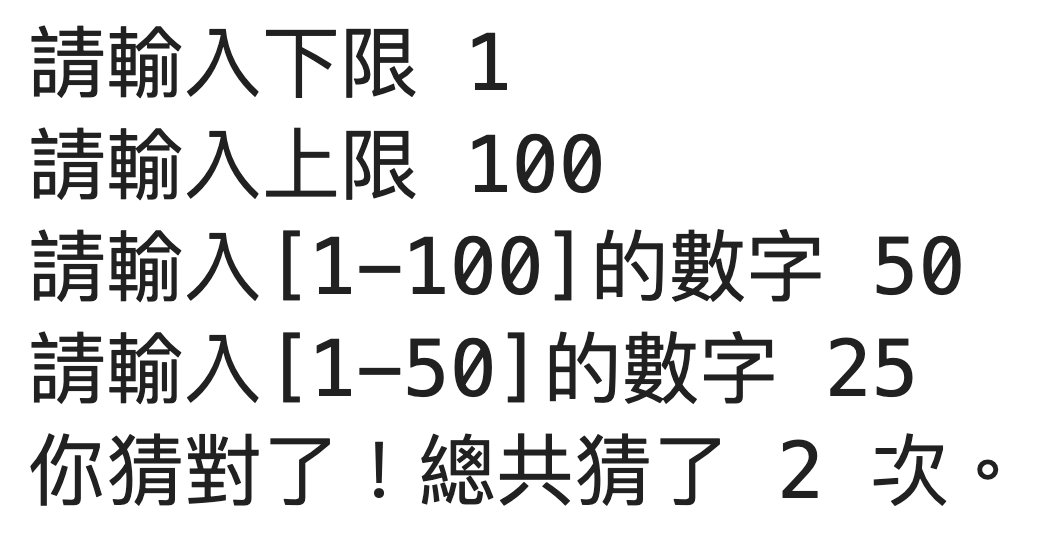 請輸入下限 1
請輸入上限 100
請輸入[1-100]的數字 50
請輸入[1-50]的數字 25
你猜對了！總共猜了 2 次。